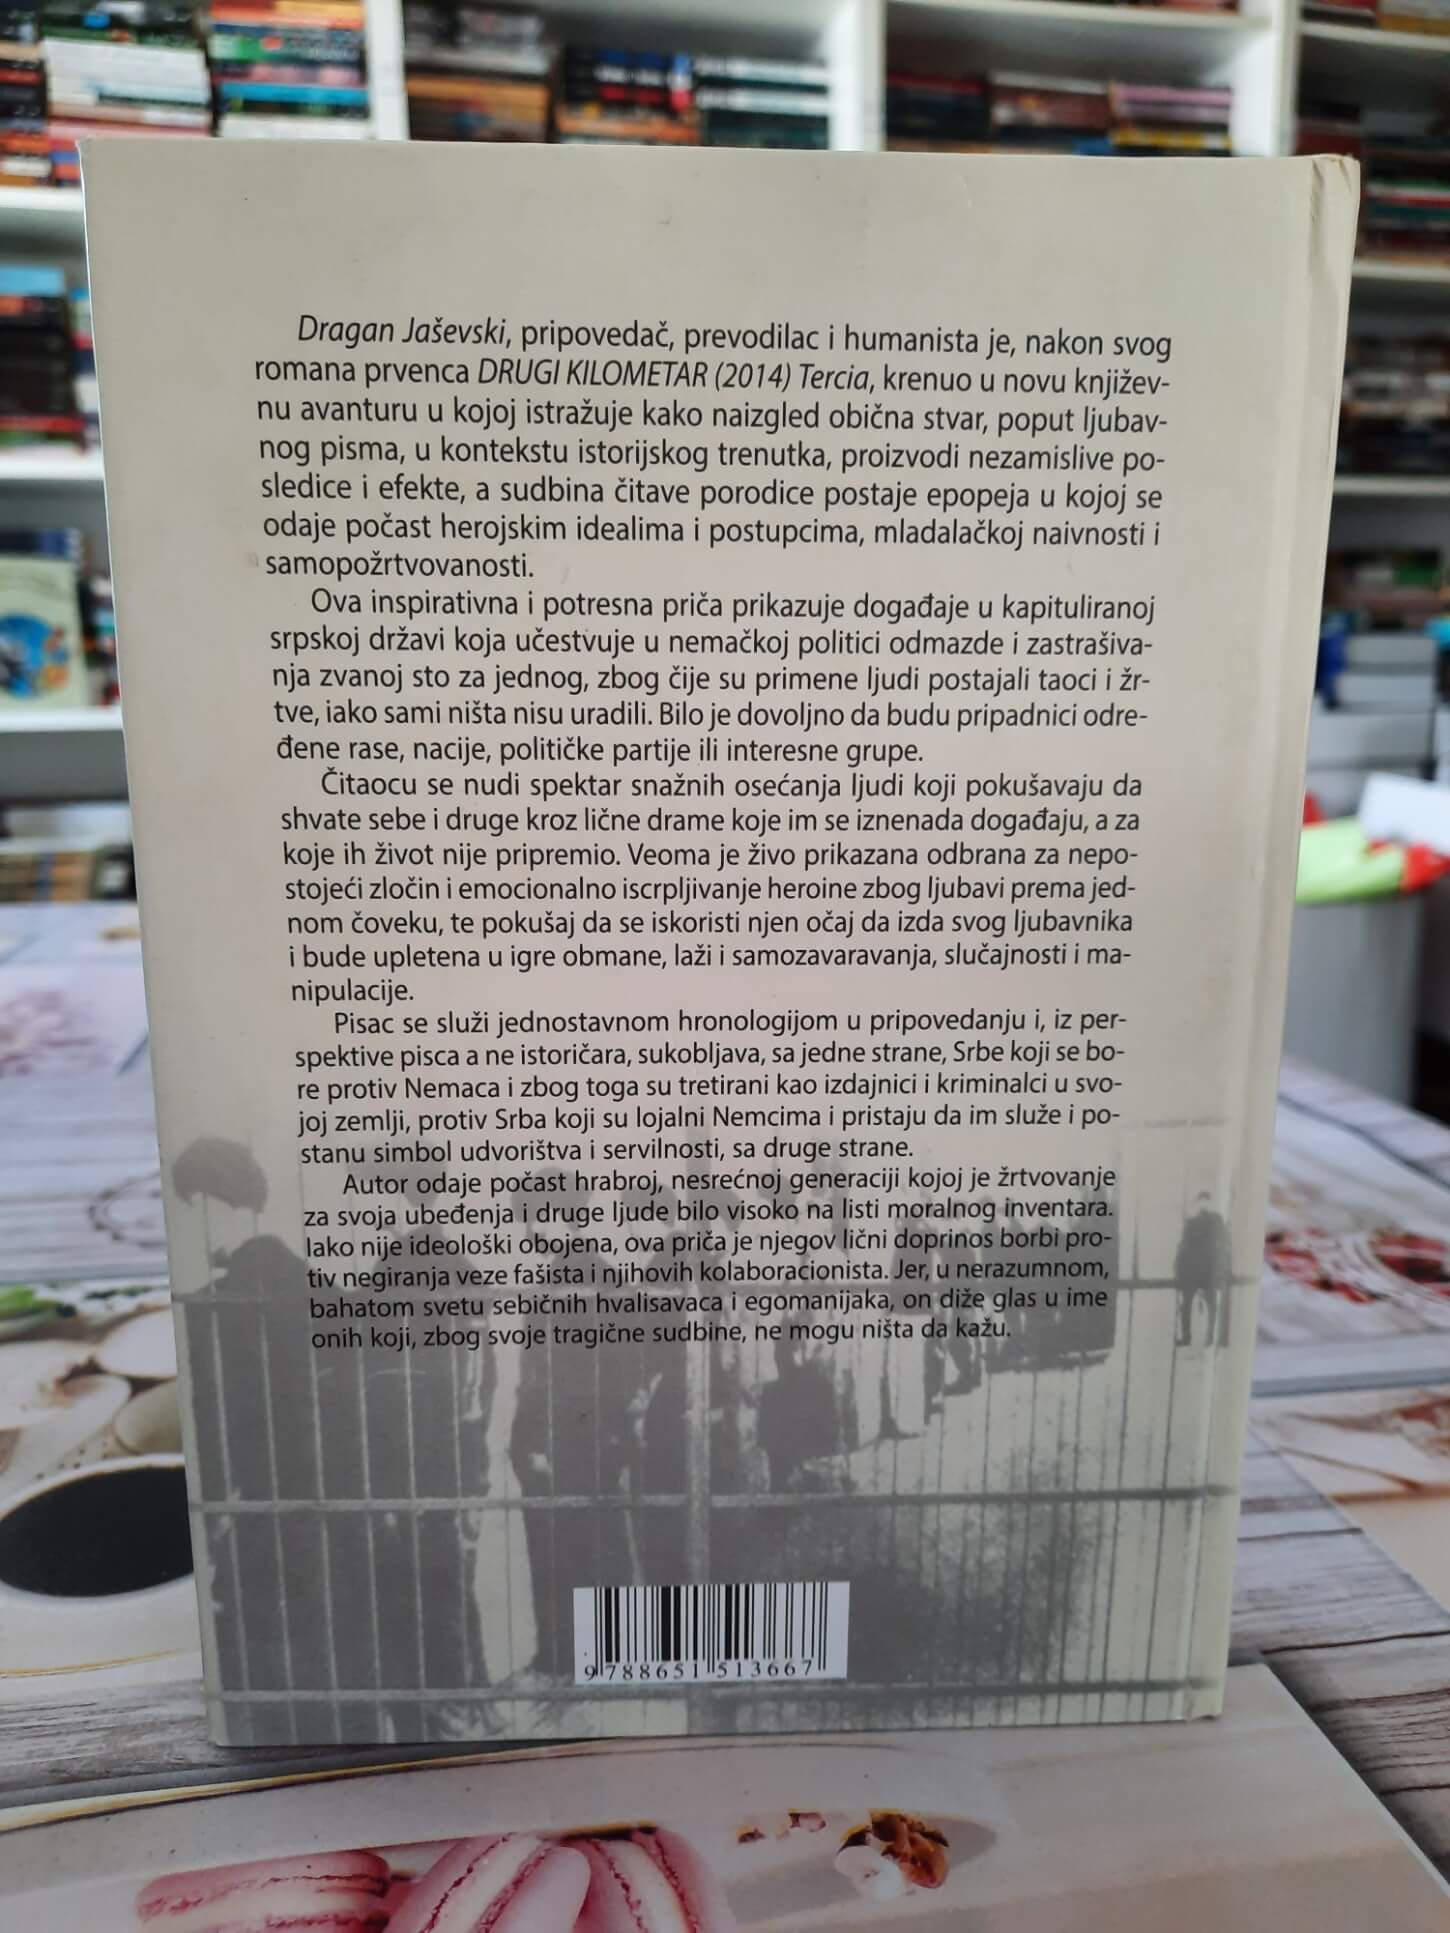 Dragan Jaševski, pripovedač, prevodilac i humanista je, nakon svog
romana prvenca DRUGI KILOMETAR (2014) Tercia, krenuo u novu književ-
nu avanturu u kojoj istražuje kako naizgled obična stvar, poput ljubav-
nog pisma, u kontekstu istorijskog trenutka, proizvodi nezamislive po-
sledice i efekte, a sudbina čitave porodice postaje epopeja u kojoj se
odaje počast herojskim idealima i postupcima, mladalačkoj naivnosti i
samopožrtvovanosti.
Ova inspirativna i potresna priča prikazuje događaje u kapituliranoj
srpskoj državi koja učestvuje u nemačkoj politici odmazde i zastrašiva-
nja zvanoj sto za jednog, zbog čije su primene ljudi postajali taoci i žr-
tve, iako sami ništa nisu uradili. Bilo je dovoljno da budu pripadnici odre-
đene rase, nacije, političke partije ili interesne grupe.
Čitaocu se nudi spektar snažnih osećanja ljudi koji pokušavaju da
shvate sebe i druge kroz lične drame koje im se iznenada događaju, a za
koje ih život nije pripremio. Veoma je živo prikazana odbrana za nepo-
stojeći zločin i emocionalno iscrpljivanje heroine zbog ljubavi prema jed-
nom čoveku, te pokušaj da se iskoristi njen očaj da izda svog ljubavnika
i bude upletena u igre obmane, laži i samozavaravanja, slučajnosti i ma-
nipulacije.
Pisac se služi jednostavnom hronologijom u pripovedanju i, iz per-
spektive pisca a ne istoričara, sukobljava, sa jedne strane, Srbe koji se bo-
re protiv Nemaca i zbog toga su tretirani kao izdajnici i kriminalci u svo-
joj zemlji, protiv Srba koji su lojalni Nemcima i pristaju da im služe i po-
stanu simbol udvorištva i servilnosti, sa druge strane.
Autor odaje počast hrabroj, nesrećnoj generaciji kojoj je žrtvovanje
za svoja ubeđenja i druge ljude bilo visoko na listi moralnog inventara.
Iako nije ideološki obojena, ova priča je njegov lični doprinos borbi pro-
tiv negiranja veze fašista i njihovih kolaboracionista. Jer, u nerazumnom,
bahatom svetu sebičnih hvalisavaca i egomanijaka, on diže glas u ime
onih koji, zbog svoje tragične sudbine, ne mogu ništa da kažu.
9 788651 513667